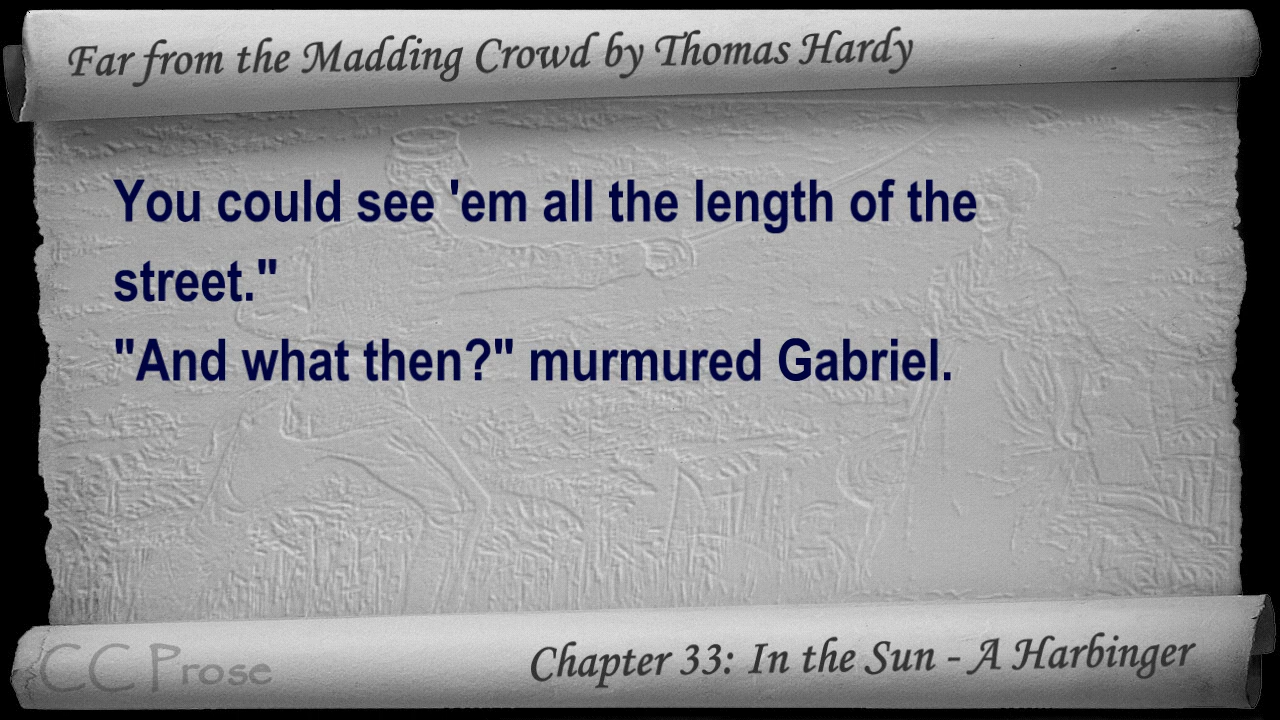 Far from the Madding Crowd by Thomas Hardy
You could see 'em all the length of the
street."
"And what then?" murmured Gabriel.
CC Prose
Chapter 33: In the Sun - A Harbinger